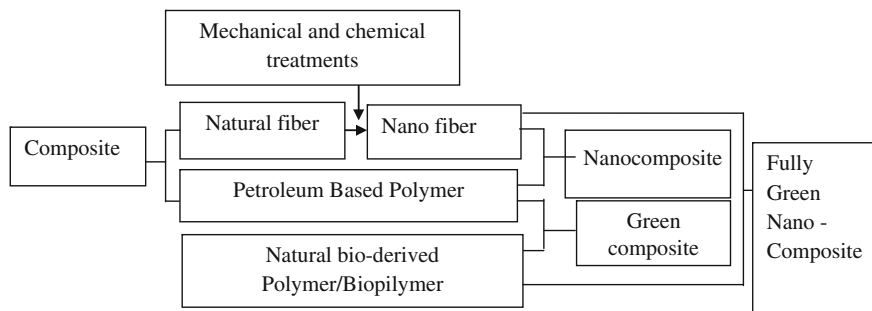 Mechanical and chemical
treatments
Natural fiber
Nano fiber
Composite
Nanocomposite
Petroleum Based Polymer
Green
composite
Natural bio-derived
Polymer/Biopilymer
Fully
Green
Nano -
Composite